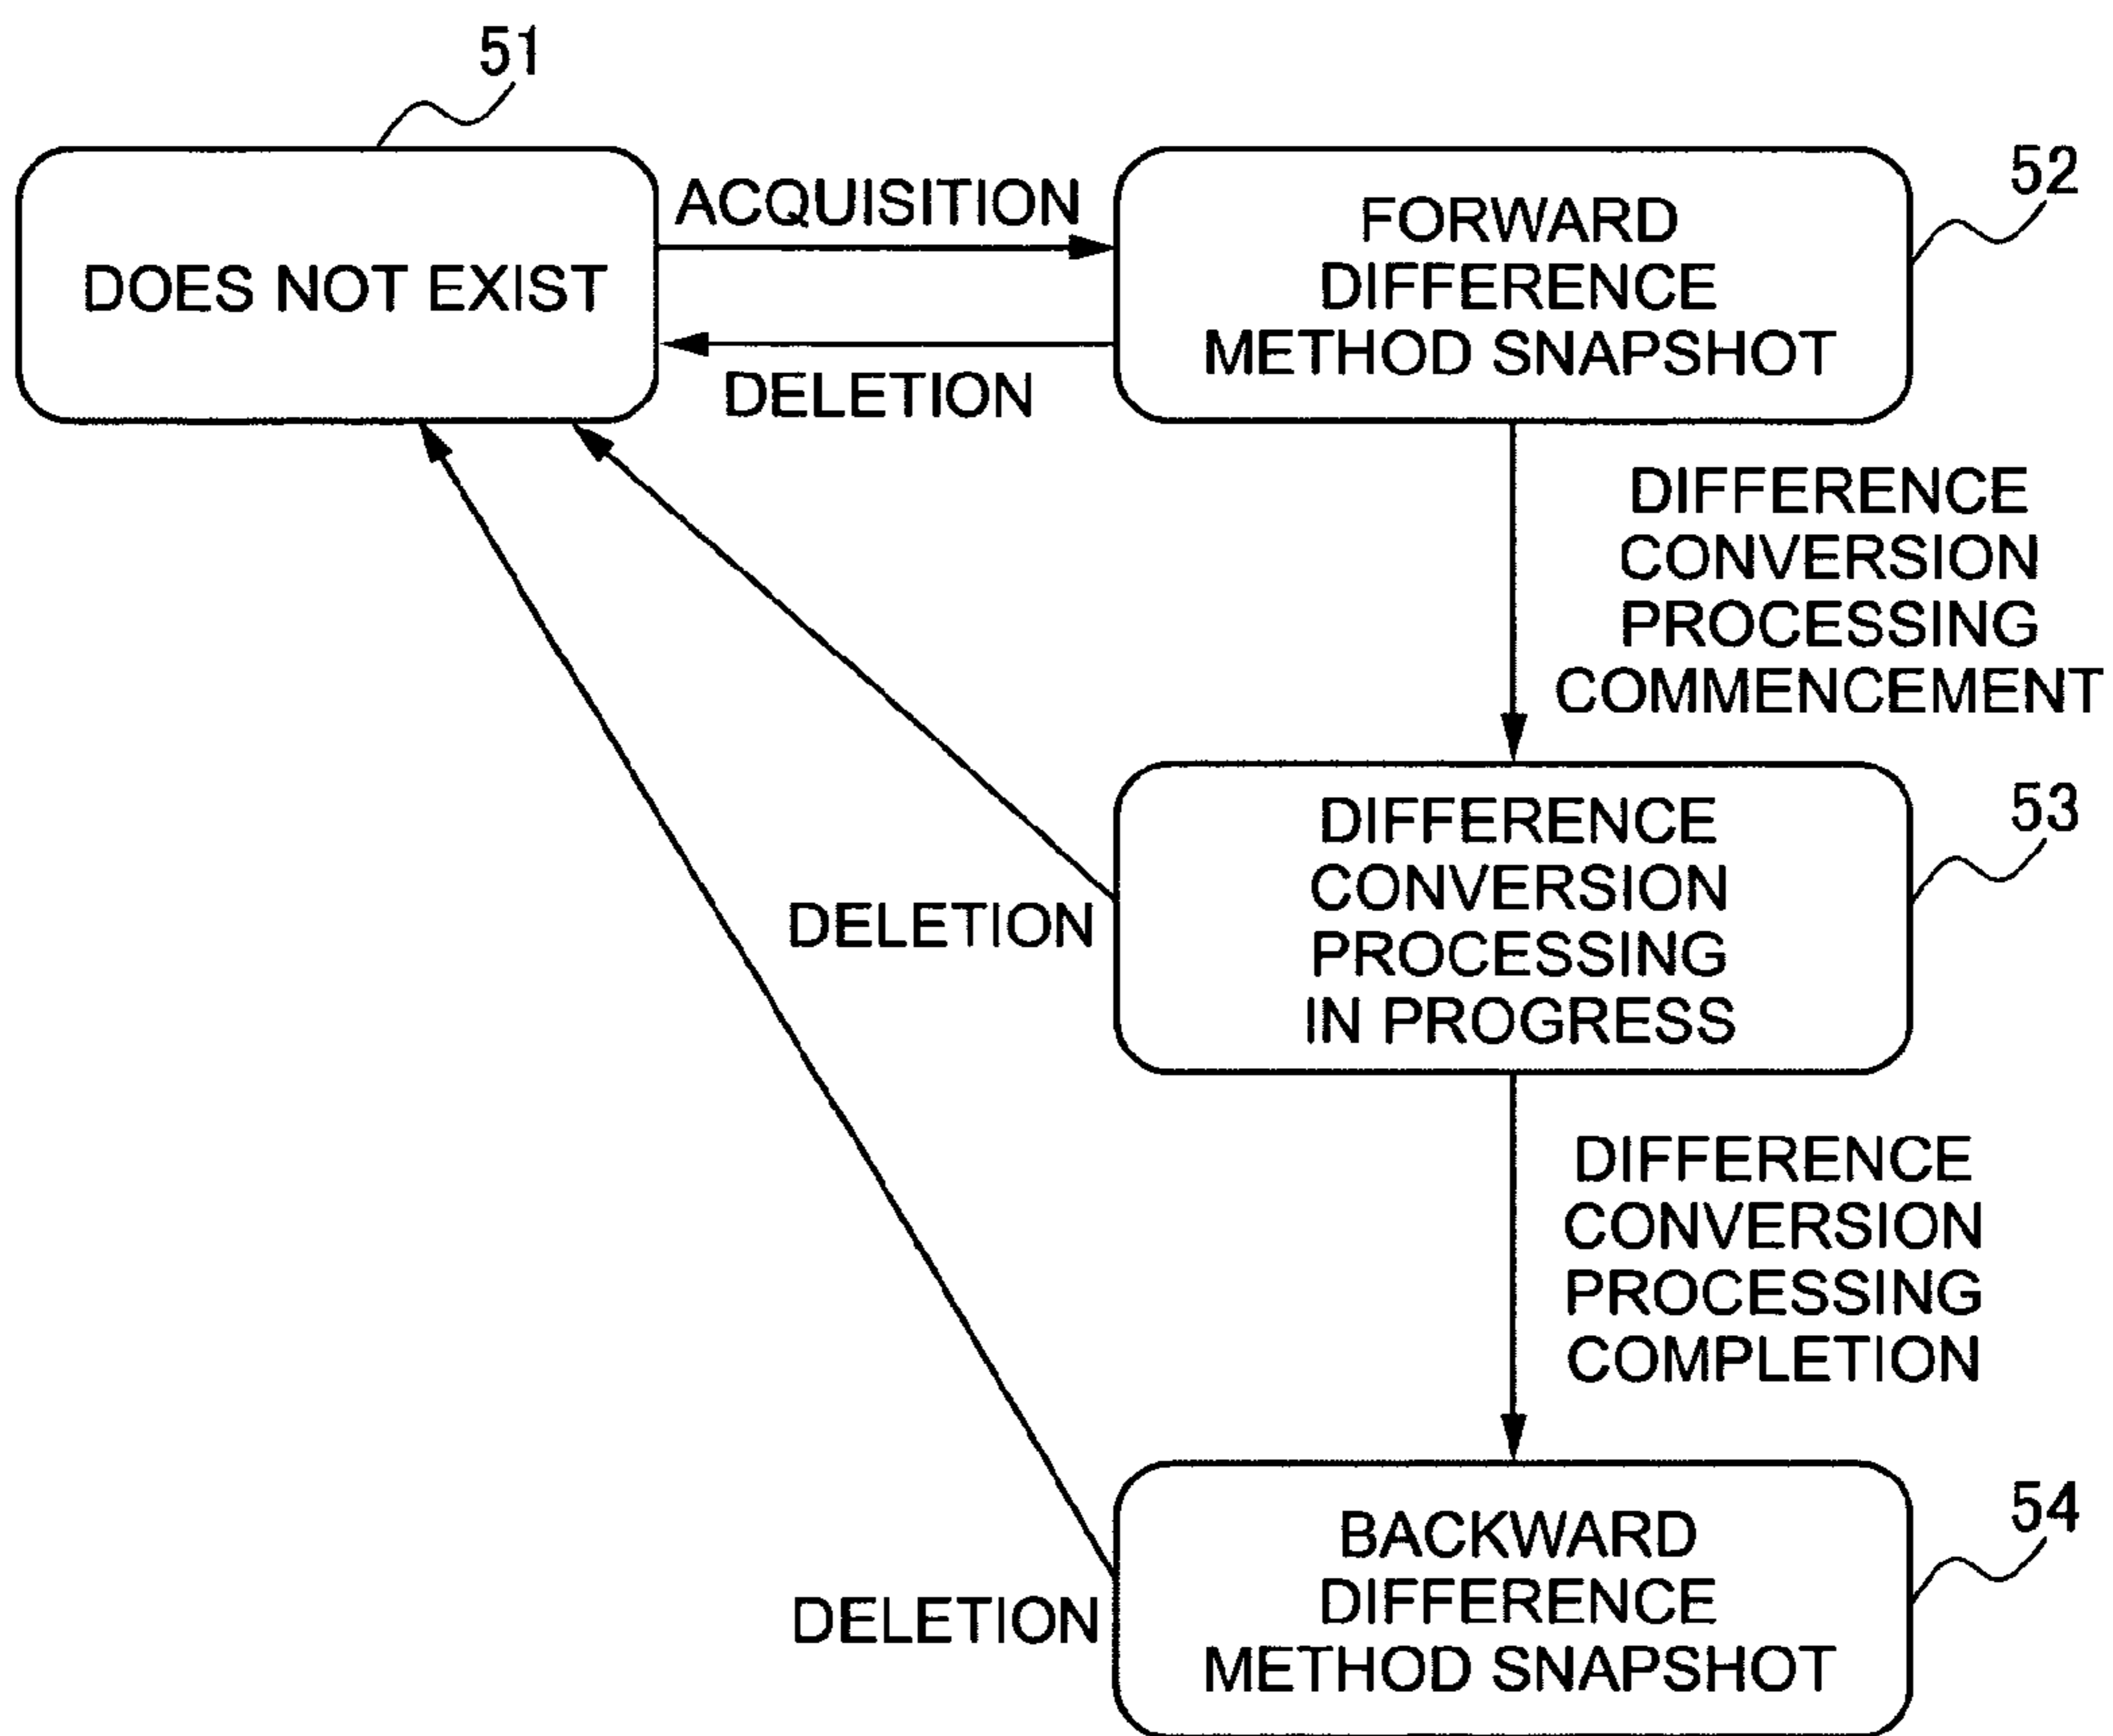 51
DOES NOT EXIST
ACQUISITION
DELETION
52
FORWARD
DIFFERENCE
METHOD SNAPSHOT
DIFFERENCE
CONVERSION
PROCESSING
COMMENCEMENT
53
DIFFERENCE
CONVERSION
PROCESSING
IN PROGRESS
DELETION
DIFFERENCE
CONVERSION
PROCESSING
COMPLETION
54
BACKWARD
DIFFERENCE
METHOD SNAPSHOT
DELETION